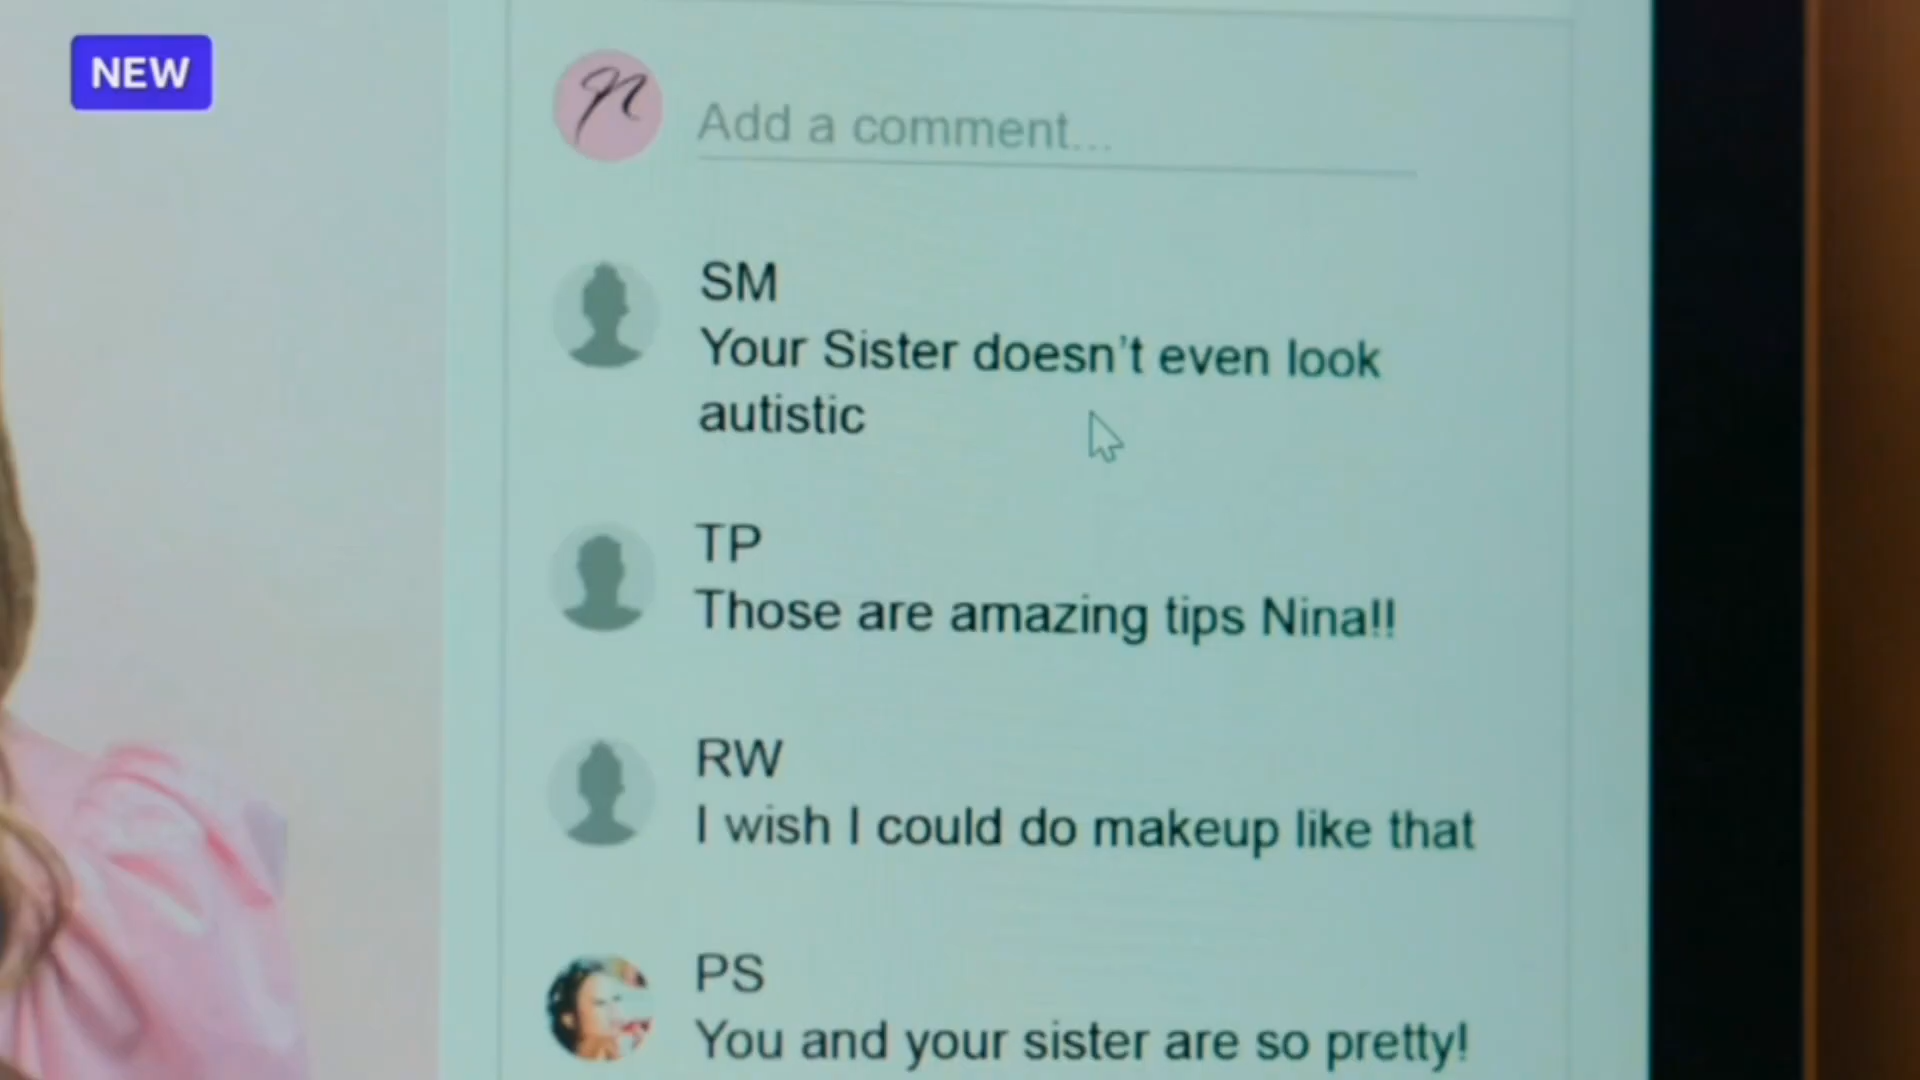 NEW
n
Add a comment...
SM
Your Sister doesn't even look
autistic
TP
Those are amazing tips Nina!!
RW
I wish I could do makeup like that
PS
You and your sister are so pretty!